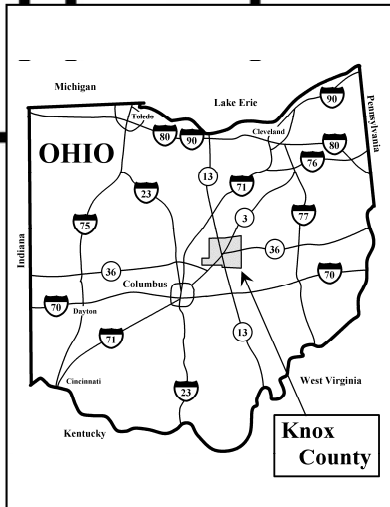 Michigan
Lake Erie
Pennsylvania
90
Toledo
80
90
Cleveland
80
76
OHIO
13
71
23
3
77
75
36
Indiana
36
Columbus
70
70
Dayton
71
13
Cincinnati
23
West Virginia
Kentucky
Knox
County